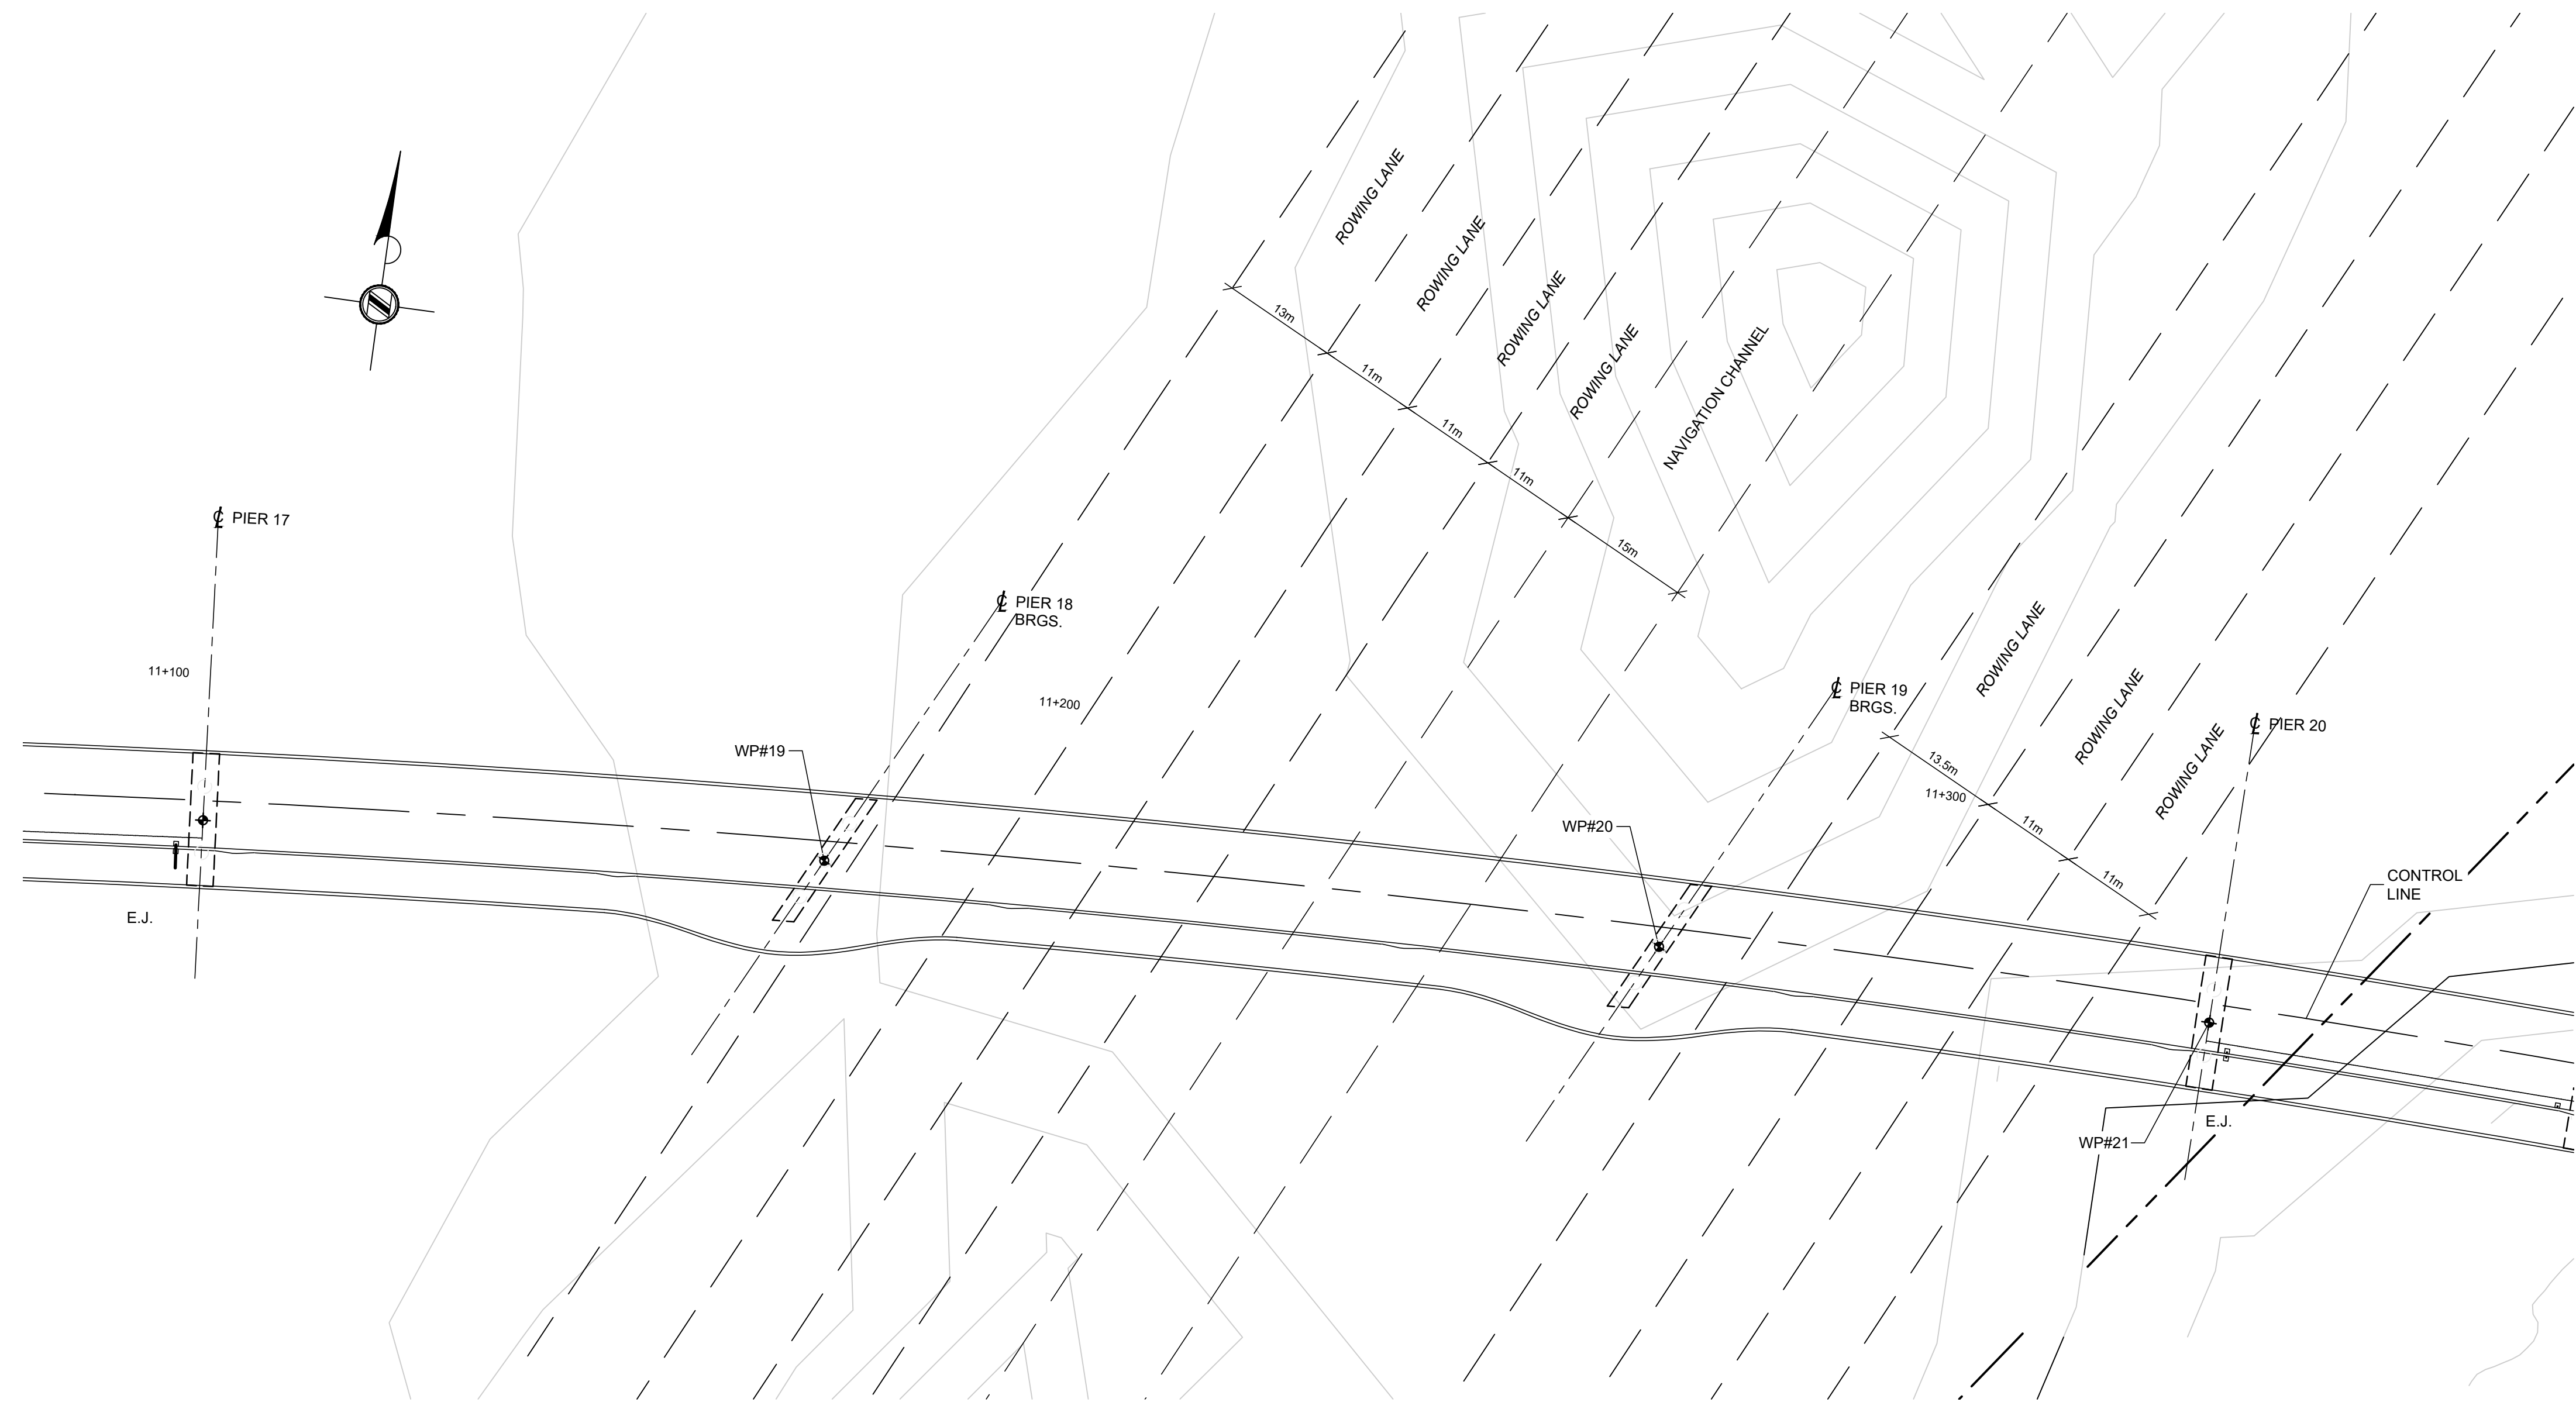 ROWING LANE
ROWING LANE
ROWING LANE
ROWING LANE
NAVIGATION CHANNEL
13m
11m
11m
11m
15m
℄ PIER 17
11+100
℄ PIER 18
BRGS.
11+200
WP#19
℄ PIER 19
BRGS.
WP#20
ROWING LANE
ROWING LANE
ROWING LANE
℄ PIER 20
13.5m
11+300
11m
11m
CONTROL
LINE
E.J.
E.J.
WP#21